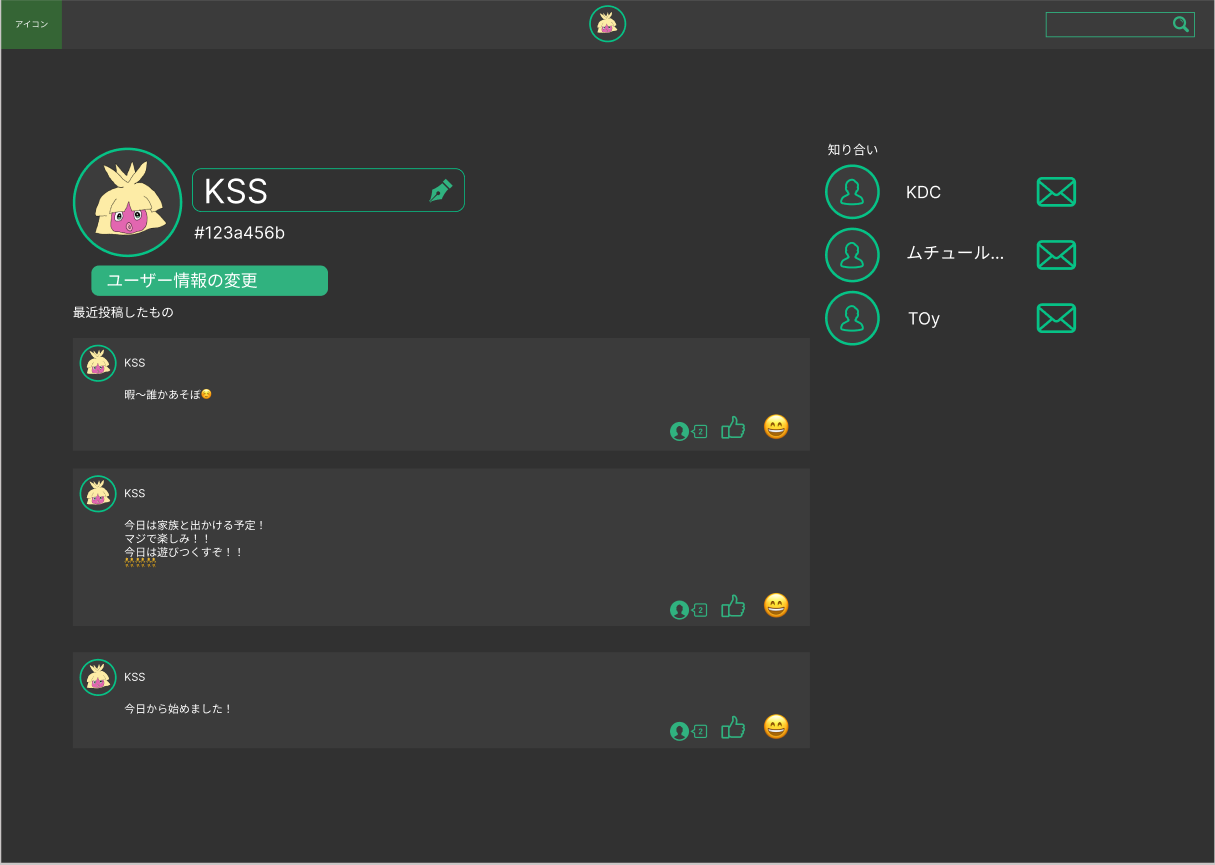 アイコン
KSS
#123a456b
ユーザー情報の変更
最近投稿したもの
KSS
暇〜誰かあそぼ☺️
2
KSS
今日は家族と出かける予定！
マジで楽しみ！！
今日は遊びつくすぞ！！
2
KSS
今日から始めました！
2
知り合い
KDC
ムチュール...
TOy